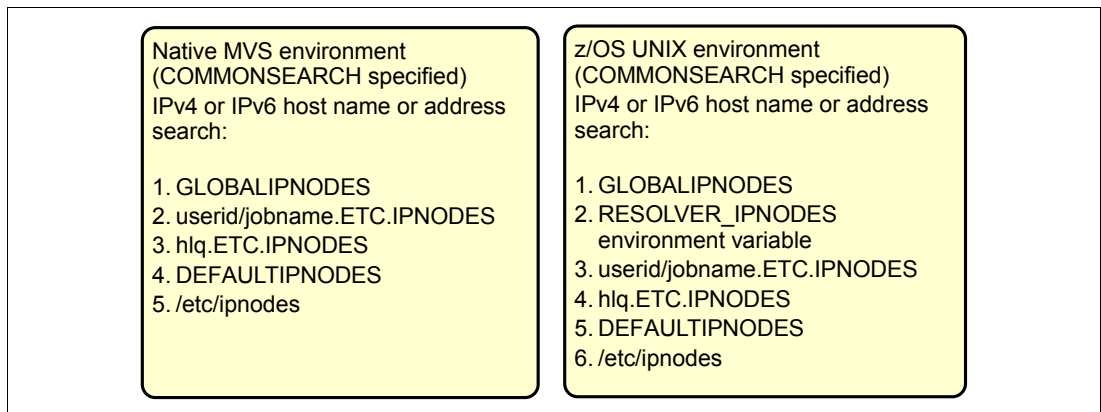 Native MVS environment
(COMMONSEARCH specified)
IPv4 or IPv6 host name or address
search:
1. GLOBALIPNODES
2. userid/jobname.ETC.IPNODES
3. hlq.ETC.IPNODES
4. DEFAULTIPNODES
5. /etc/ipnodes
z/OS UNIX environment
(COMMONSEARCH specified)
IPv4 or IPv6 host name or address
search:
1. GLOBALIPNODES
2. RESOLVER_IPNODES
environment variable
3. userid/jobname.ETC.IPNODES
4. hlq.ETC.IPNODES
5. DEFAULTIPNODES
6. /etc/ipnodes